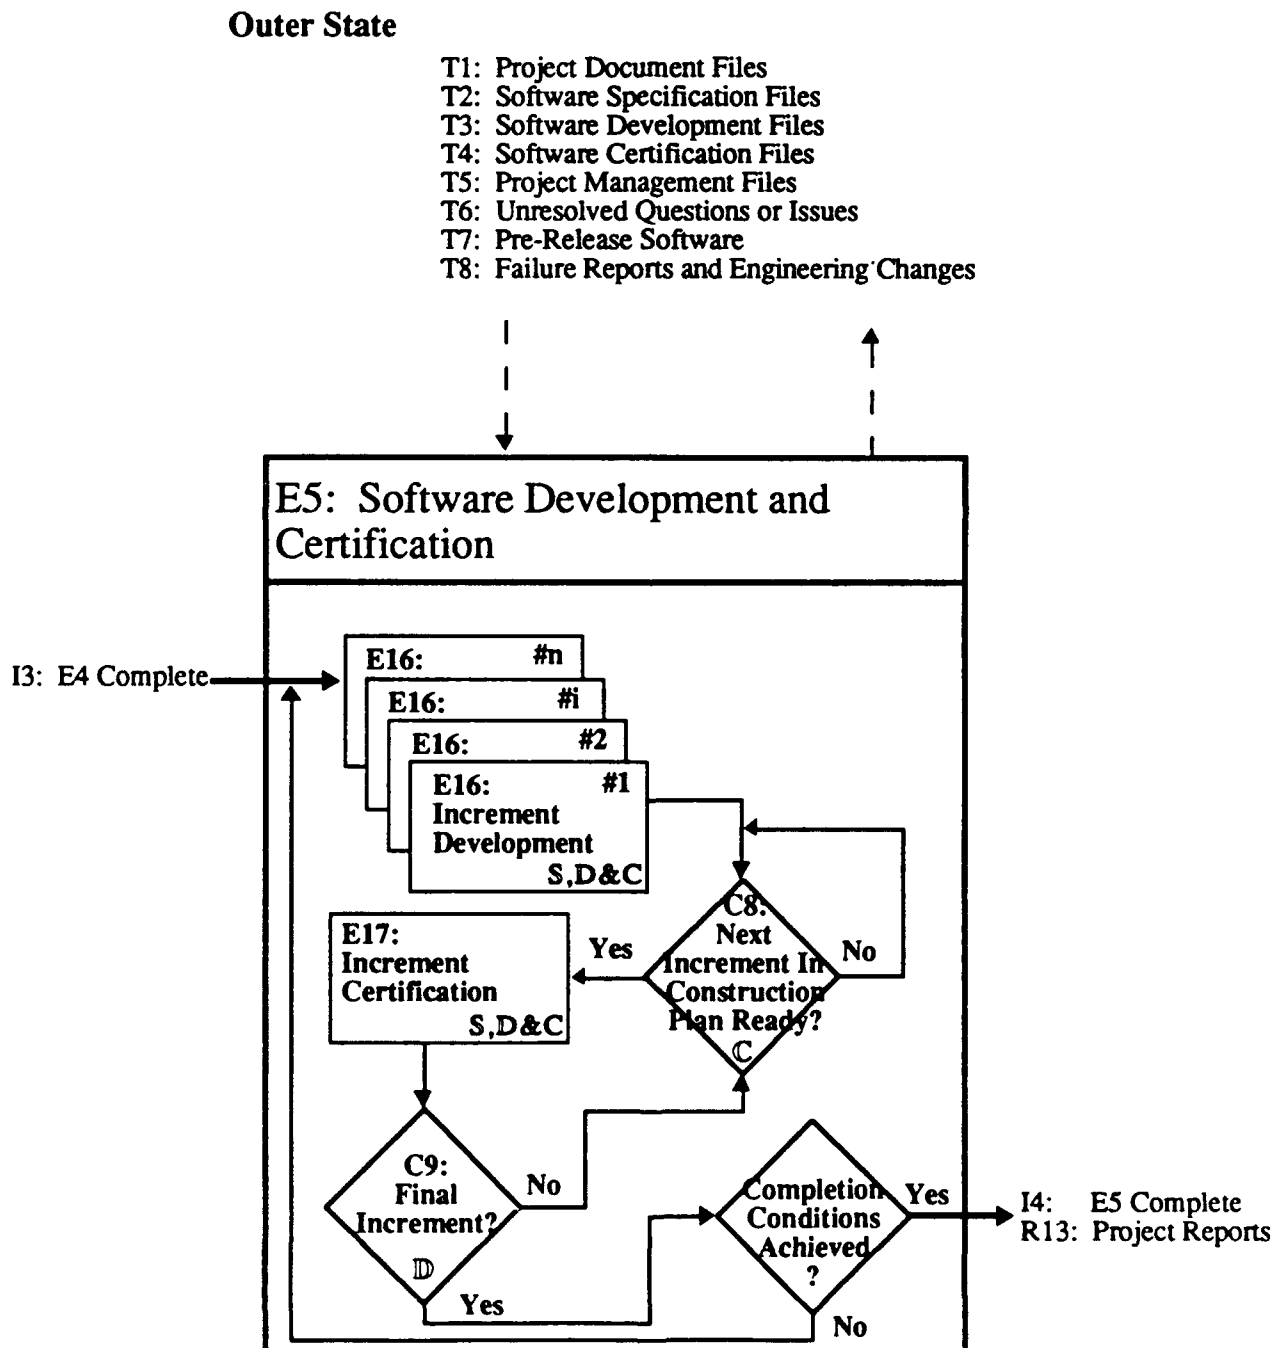 Outer State
T1: Project Document Files
T2: Software Specification Files
T3: Software Development Files
T4: Software Certification Files
T5: Project Management Files
T6: Unresolved Questions or Issues
T7: Pre-Release Software
T8: Failure Reports and Engineering Changes
E5: Software Development and
Certification
I3: E4 Complete
E16: #n
E16: #i
E16: #2
E16: #1
Increment
Development
S,D&C
C8:
Next
Increment In
Construction
Plan Ready?
C
Yes
No
E17:
Increment
Certification
S,D&C
C9:
Final
Increment?
D
No
Yes
Completion
Conditions
Achieved
?
Yes
No
I4: E5 Complete
R13: Project Reports